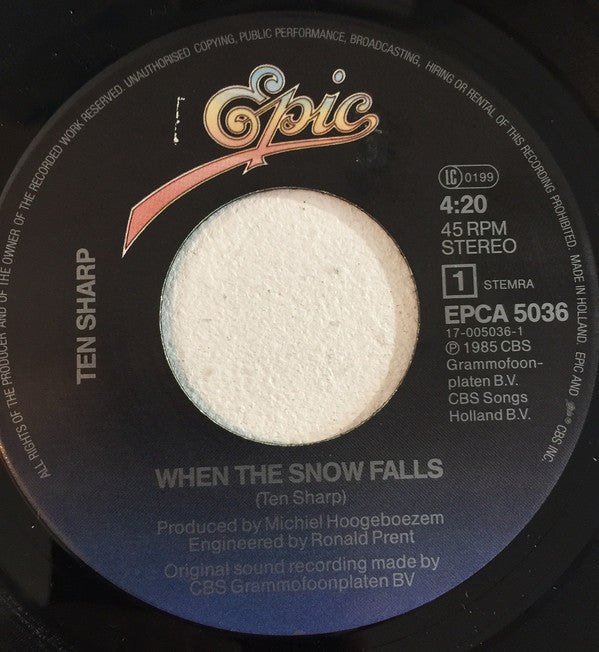 ALL RIGHTS OF THE PRODUCER AND OF THE OWNER OF THE RECORDED WORK RESERVED. UNAUTHORISED COPYING, PUBLIC PERFORMANCE, BROADCASTING, HIRING OR RENTAL OF THIS RECORDING PROHIBITED. MADE IN HOLLAND. EPIC AND ® CBS INC.
Epic
TEN SHARP
LC 0199
4:20
45 RPM
STEREO
1 STEMRA
EPCA 5036
17-005036-1
℗ 1985 CBS
Grammofoon-
platen B.V.
CBS Songs
Holland B.V.
WHEN THE SNOW FALLS
(Ten Sharp)
Produced by Michiel Hoogeboezem
Engineered by Ronald Prent
Original sound recording made by
CBS Grammofoonplaten BV